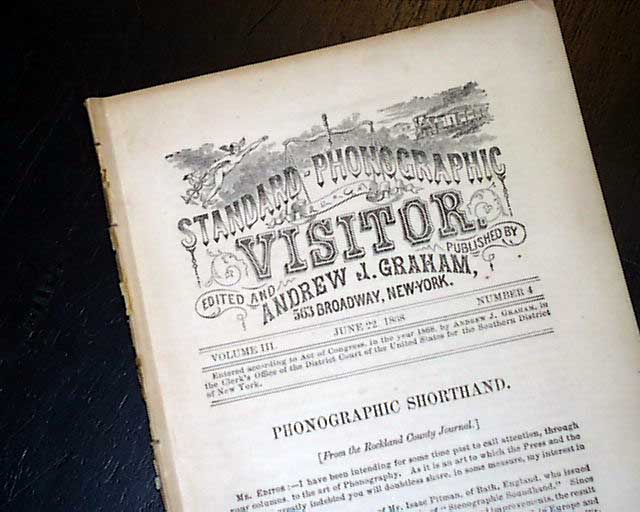 STANDARD-PHONOGRAPHIC
VISITOR.
EDITED AND PUBLISHED BY
ANDREW J. GRAHAM,
563 BROADWAY, NEW-YORK.
VOLUME III. JUNE 22, 1868 NUMBER 4
Entered according to Act of Congress, in the year 1868, by ANDREW J. GRAHAM, in
the Clerk's Office of the District Court of the United States for the Southern District
of New York.
PHONOGRAPHIC SHORTHAND.
[From the Rockland County Journal.]
MR. EDITOR:—I have been intending for some time past to call attention, through
your columns, to the art of Phonography. As it is an art to which the Press and the
greatly indebted you will doubtless share, in some measure, my interest in
of Mr. Isaac Pitman, of Bath, England, who issued
of "Stenographic Soundhand." Since
improvements, the result
in Europe and